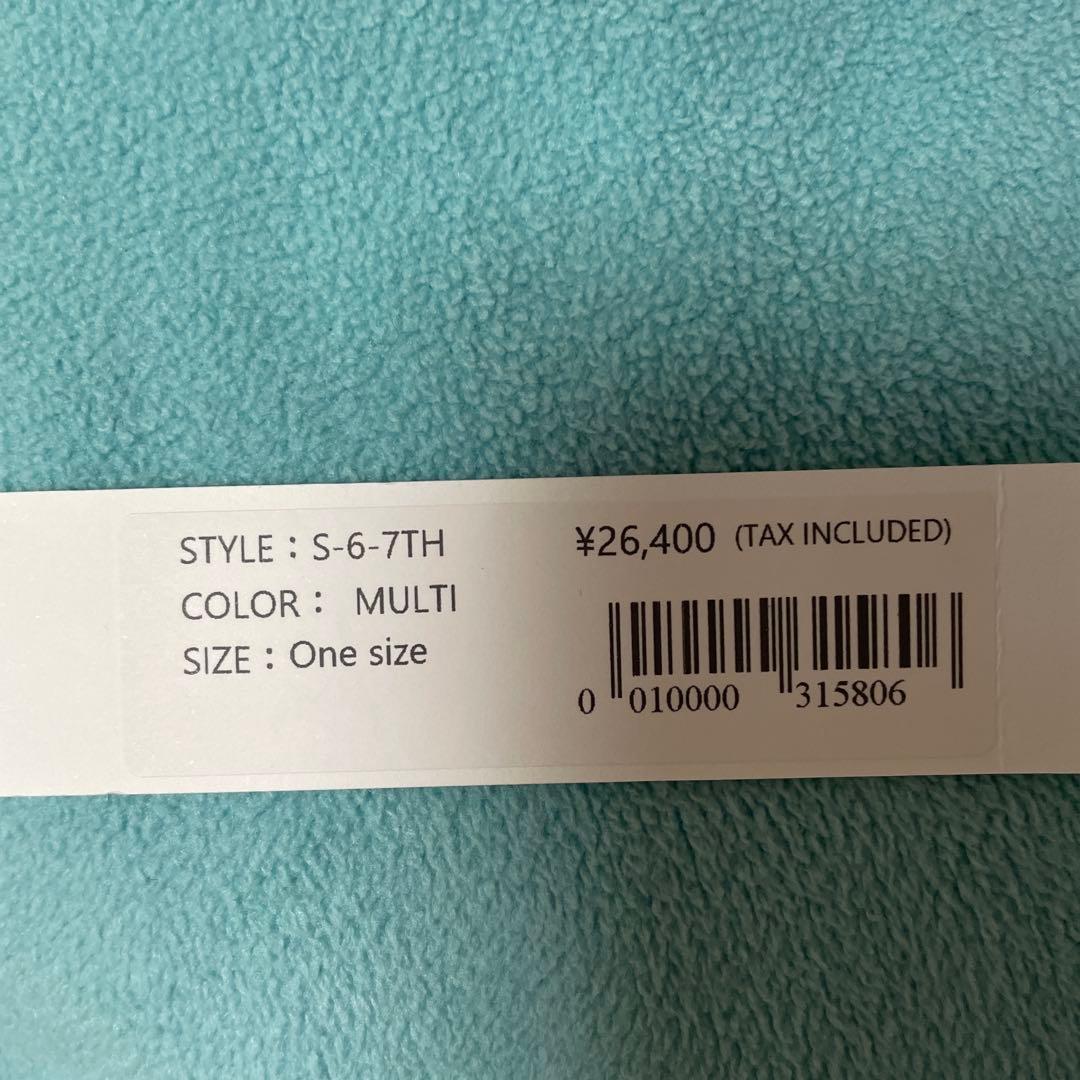 STYLE：S-6-7TH
COLOR： MULTI
SIZE：One size
¥26,400 (TAX INCLUDED)
0 010000 315806